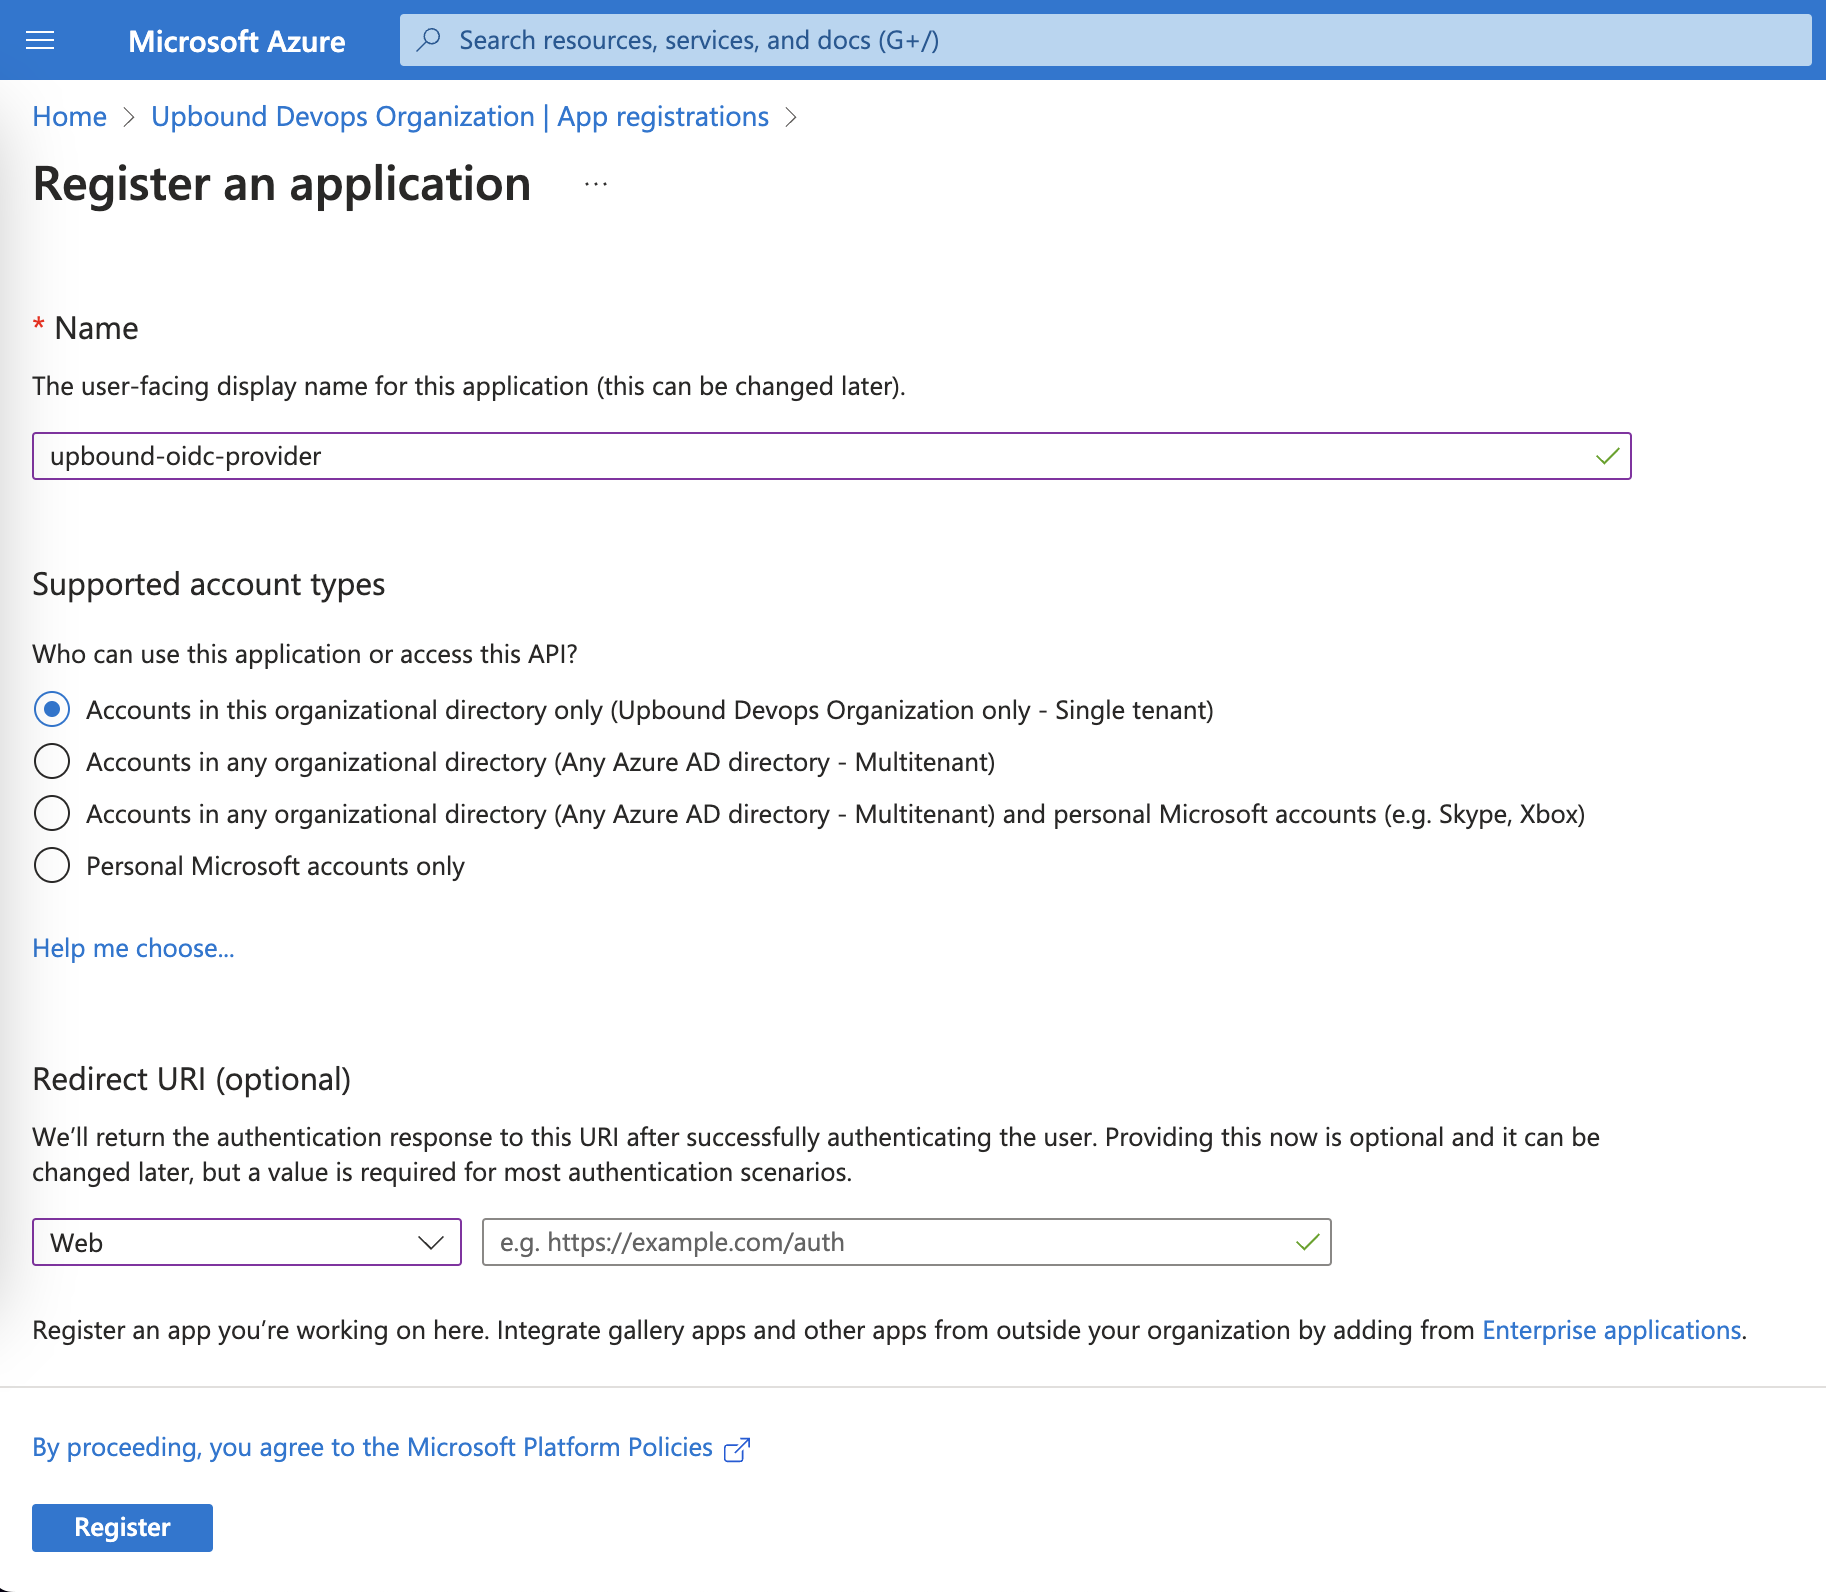 Microsoft Azure
Search resources, services, and docs (G+/)
Home > Upbound Devops Organization | App registrations >
Register an application ...
* Name
The user-facing display name for this application (this can be changed later).
upbound-oidc-provider
Supported account types
Who can use this application or access this API?
Accounts in this organizational directory only (Upbound Devops Organization only - Single tenant)
Accounts in any organizational directory (Any Azure AD directory - Multitenant)
Accounts in any organizational directory (Any Azure AD directory - Multitenant) and personal Microsoft accounts (e.g. Skype, Xbox)
Personal Microsoft accounts only
Help me choose...
Redirect URI (optional)
We’ll return the authentication response to this URI after successfully authenticating the user. Providing this now is optional and it can be
changed later, but a value is required for most authentication scenarios.
Web
e.g. https://example.com/auth
Register an app you’re working on here. Integrate gallery apps and other apps from outside your organization by adding from Enterprise applications.
By proceeding, you agree to the Microsoft Platform Policies
Register